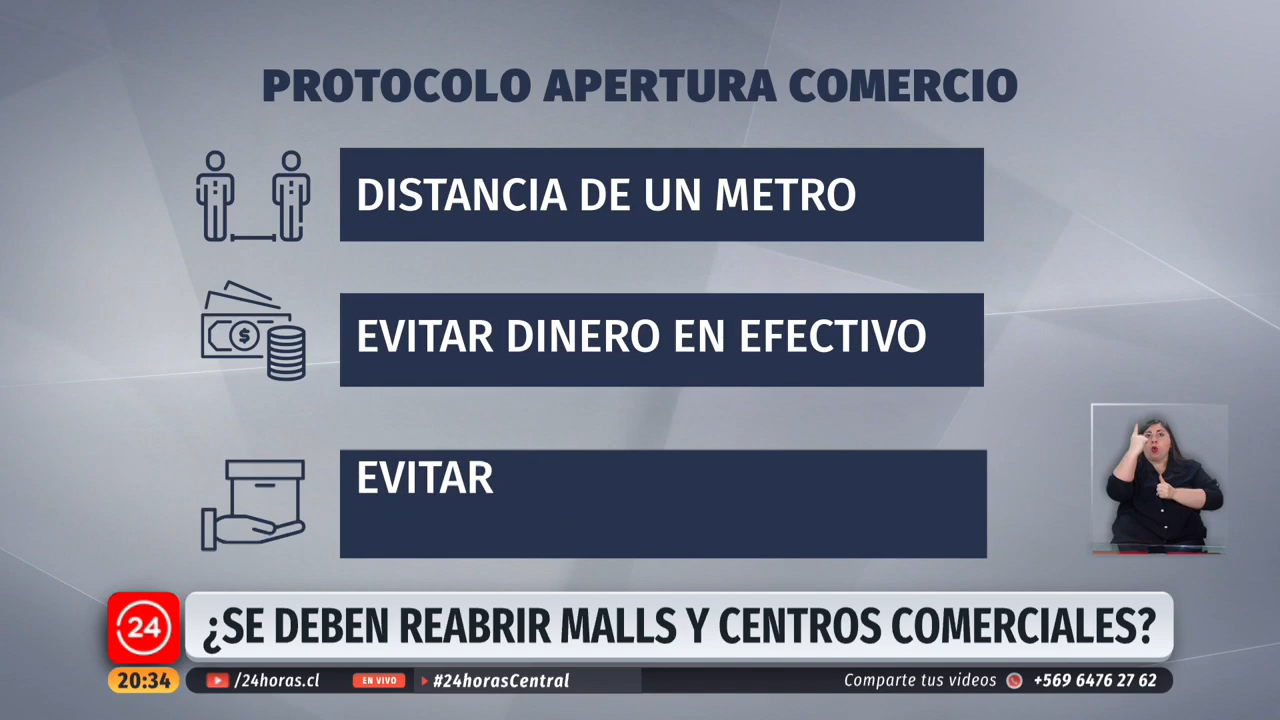 PROTOCOLO APERTURA COMERCIO
DISTANCIA DE UN METRO
$
EVITAR DINERO EN EFECTIVO
EVITAR
24
¿SE DEBEN REABRIR MALLS Y CENTROS COMERCIALES?
20:34 /24horas.cl EN VIVO #24horasCentral Comparte tus videos +569 6476 27 62